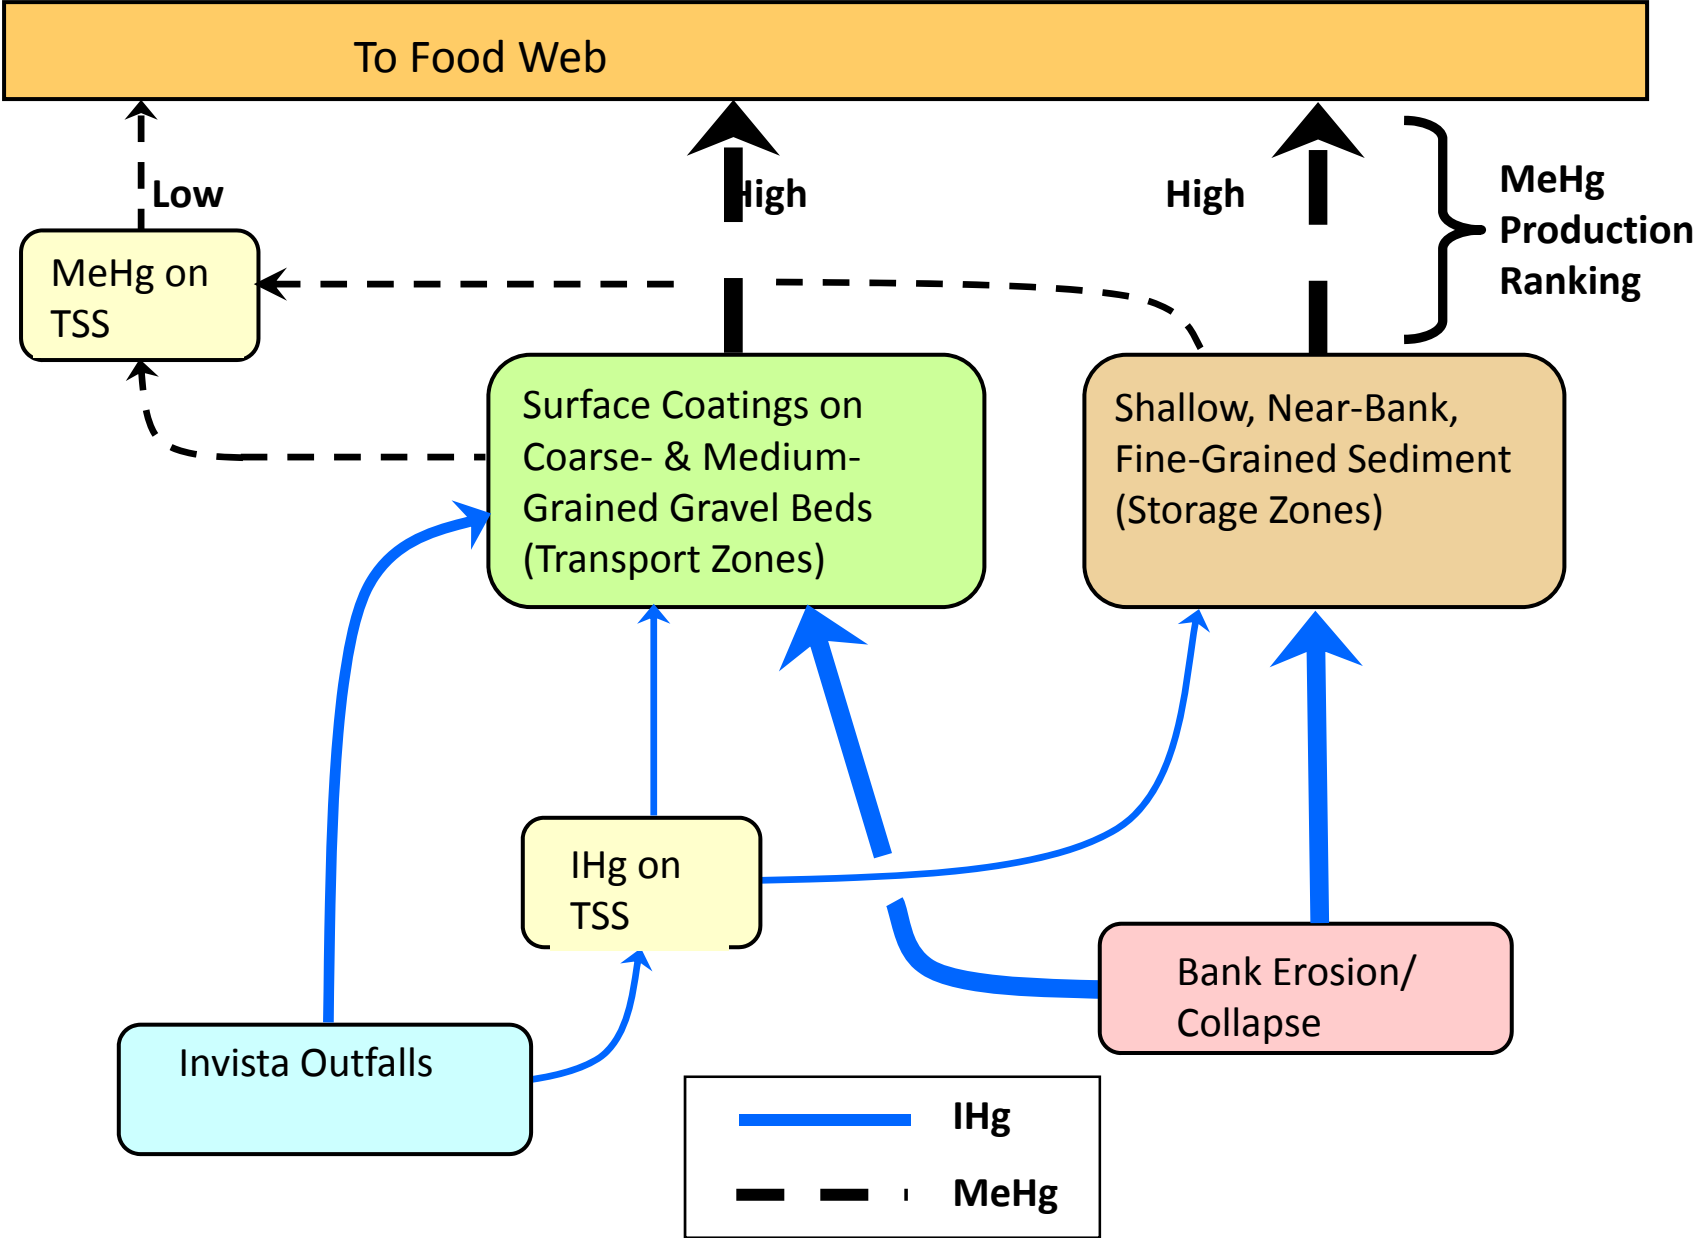 To Food Web
Low
High
High
MeHg
Production
Ranking
MeHg on
TSS
Surface Coatings on
Coarse- & Medium-
Grained Gravel Beds
(Transport Zones)
Shallow, Near-Bank,
Fine-Grained Sediment
(Storage Zones)
IHg on
TSS
Bank Erosion/
Collapse
Invista Outfalls
IHg
MeHg